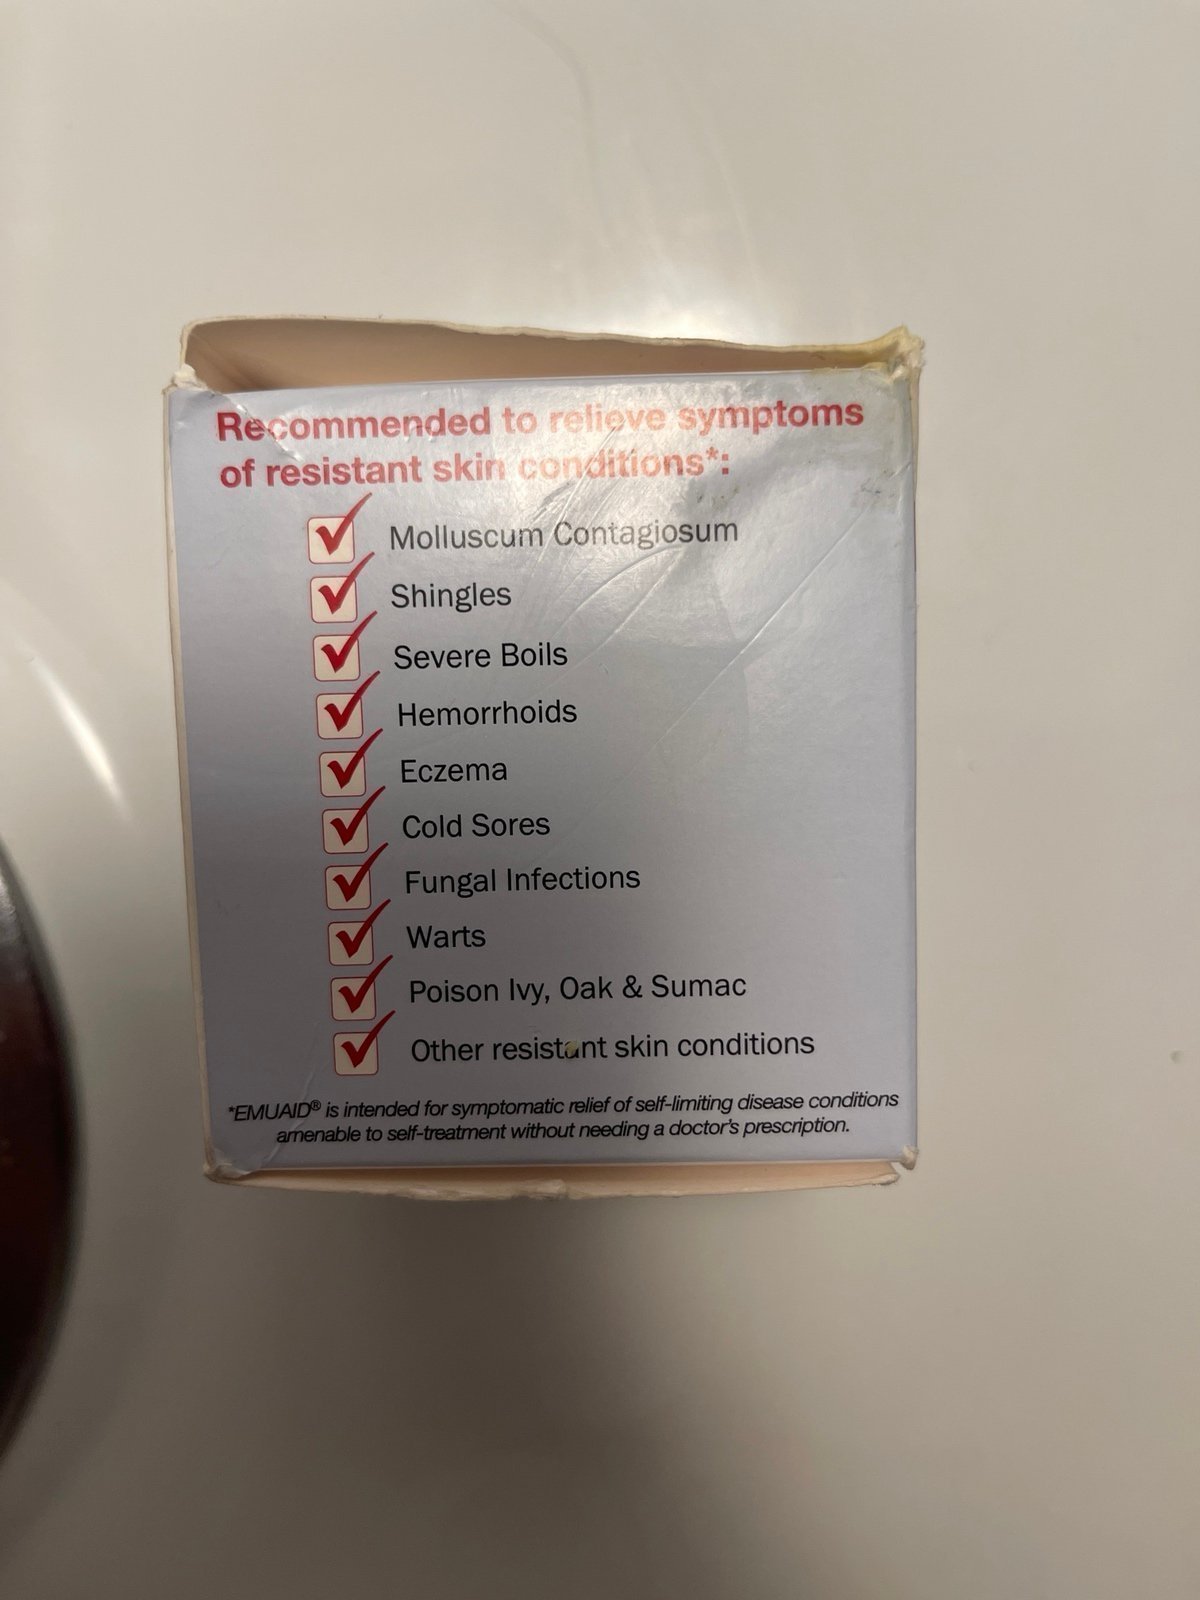 Recommended to relieve symptoms
of resistant skin conditions*:
Molluscum Contagiosum
Shingles
Severe Boils
Hemorrhoids
Eczema
Cold Sores
Fungal Infections
Warts
Poison Ivy, Oak & Sumac
Other resistant skin conditions
*EMUAID® is intended for symptomatic relief of self-limiting disease conditions
amenable to self-treatment without needing a doctor's prescription.